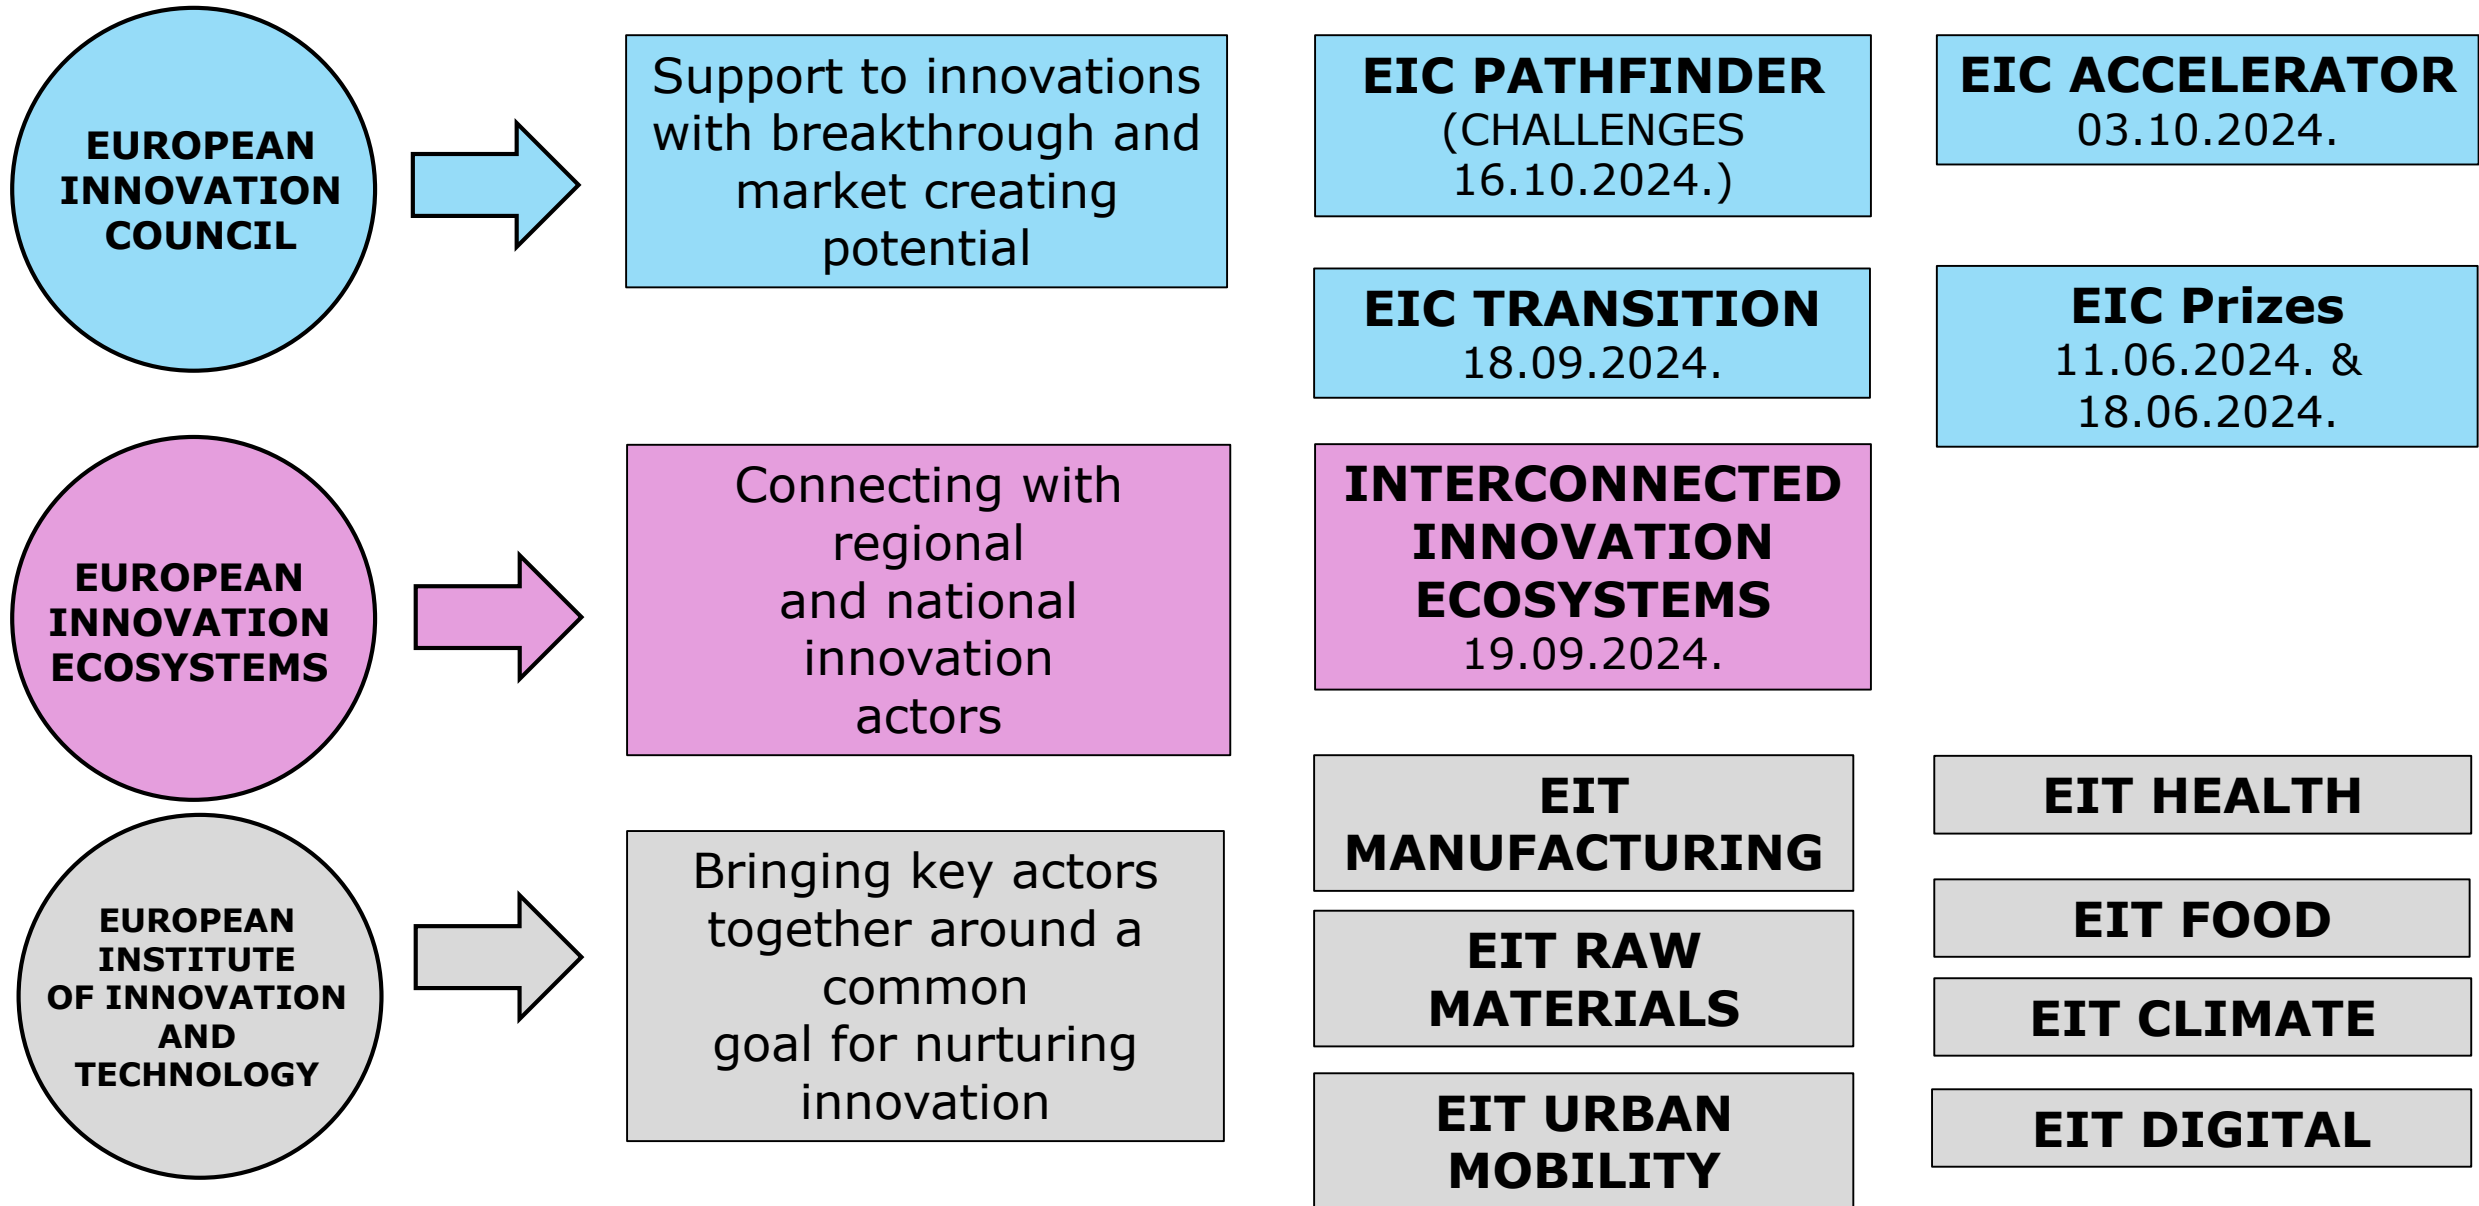 EUROPEAN
INNOVATION
COUNCIL
Support to innovations
with breakthrough and
market creating
potential
EIC PATHFINDER
(CHALLENGES
16.10.2024.)
EIC ACCELERATOR
03.10.2024.
EIC TRANSITION
18.09.2024.
EIC Prizes
11.06.2024. &
18.06.2024.
EUROPEAN
INNOVATION
ECOSYSTEMS
Connecting with
regional
and national
innovation
actors
INTERCONNECTED
INNOVATION
ECOSYSTEMS
19.09.2024.
EUROPEAN
INSTITUTE
OF INNOVATION
AND
TECHNOLOGY
Bringing key actors
together around a
common
goal for nurturing
innovation
EIT
MANUFACTURING
EIT RAW
MATERIALS
EIT URBAN
MOBILITY
EIT HEALTH
EIT FOOD
EIT CLIMATE
EIT DIGITAL